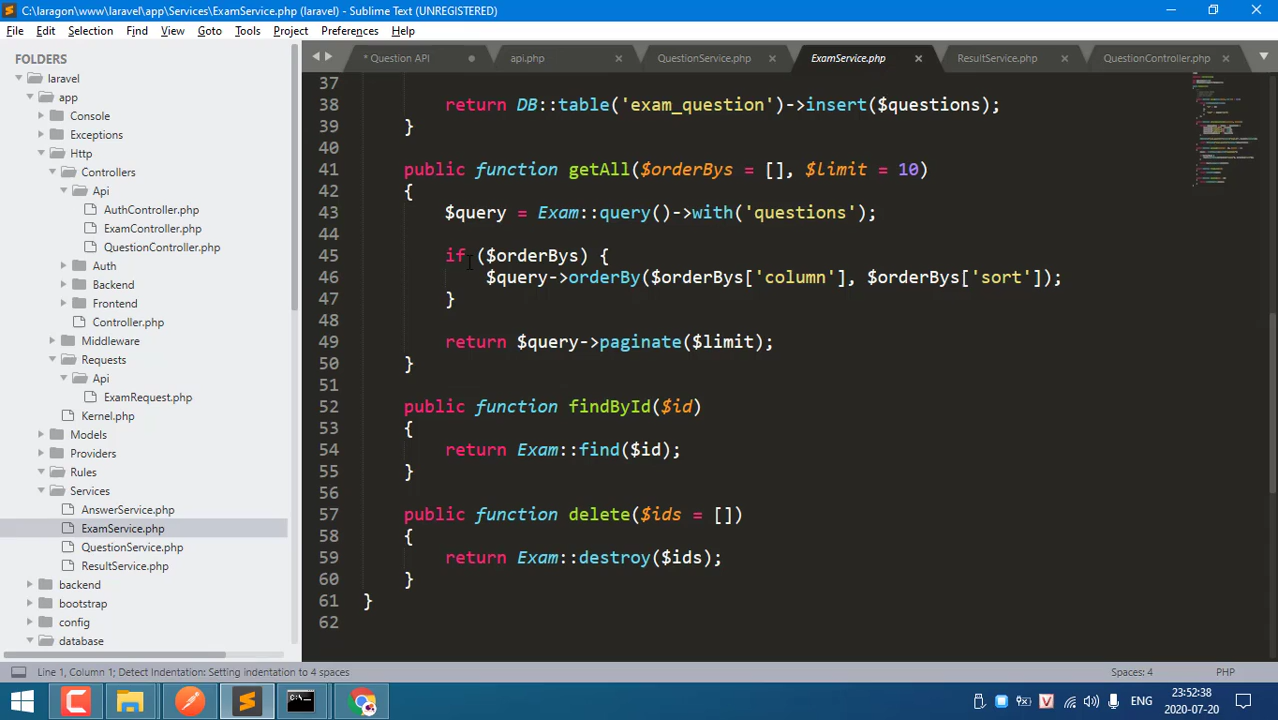 C:\laragon\www\laravel\app\Services\ExamService.php (laravel) - Sublime Text (UNREGISTERED)
File Edit Selection Find View Goto Tools Project Preferences Help
FOLDERS
laravel
app
Console
Exceptions
Http
Controllers
Api
AuthController.php
ExamController.php
QuestionController.php
Auth
Backend
Frontend
Controller.php
Middleware
Requests
Api
ExamRequest.php
Kernel.php
Models
Providers
Rules
Services
AnswerService.php
ExamService.php
QuestionService.php
ResultService.php
backend
bootstrap
config
database
* Question API api.php QuestionService.php ExamService.php ResultService.php QuestionController.php
37
38 return DB::table('exam_question')->insert($questions);
39 }
40
41 public function getAll($orderBys = [], $limit = 10)
42 {
43 $query = Exam::query()->with('questions');
44
45 if ($orderBys) {
46 $query->orderBy($orderBys['column'], $orderBys['sort']);
47 }
48
49 return $query->paginate($limit);
50 }
51
52 public function findById($id)
53 {
54 return Exam::find($id);
55 }
56
57 public function delete($ids = [])
58 {
59 return Exam::destroy($ids);
60 }
61 }
62
Line 1, Column 1; Detect Indentation: Setting indentation to 4 spaces Spaces: 4 PHP
ENG 23:52:38
2020-07-20